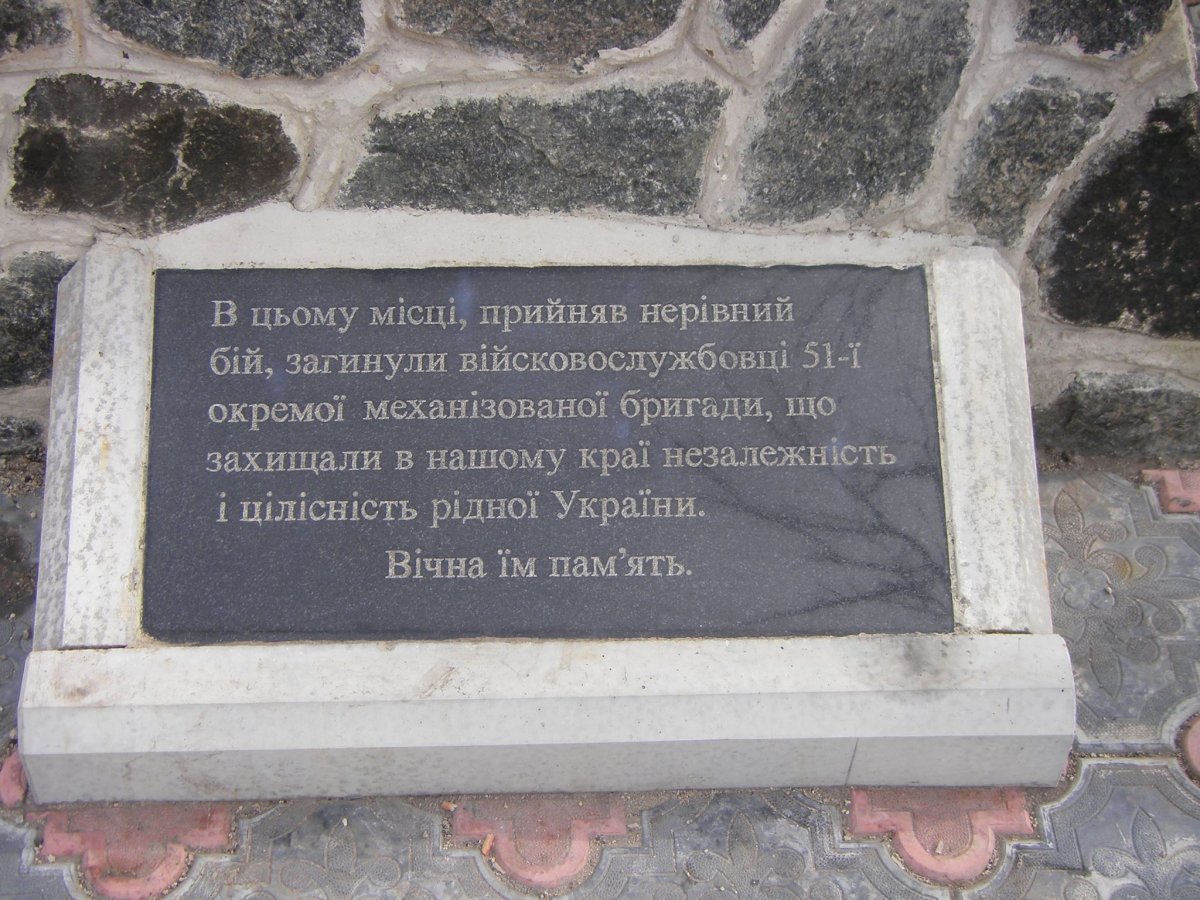 В цьому місці, прийняв нерівний
бій, загинули військовослужбовці 51-ї
окремої механізованої бригади, що
захищали в нашому краї незалежність
і цілісність рідної України.
Вічна їм пам’ять.